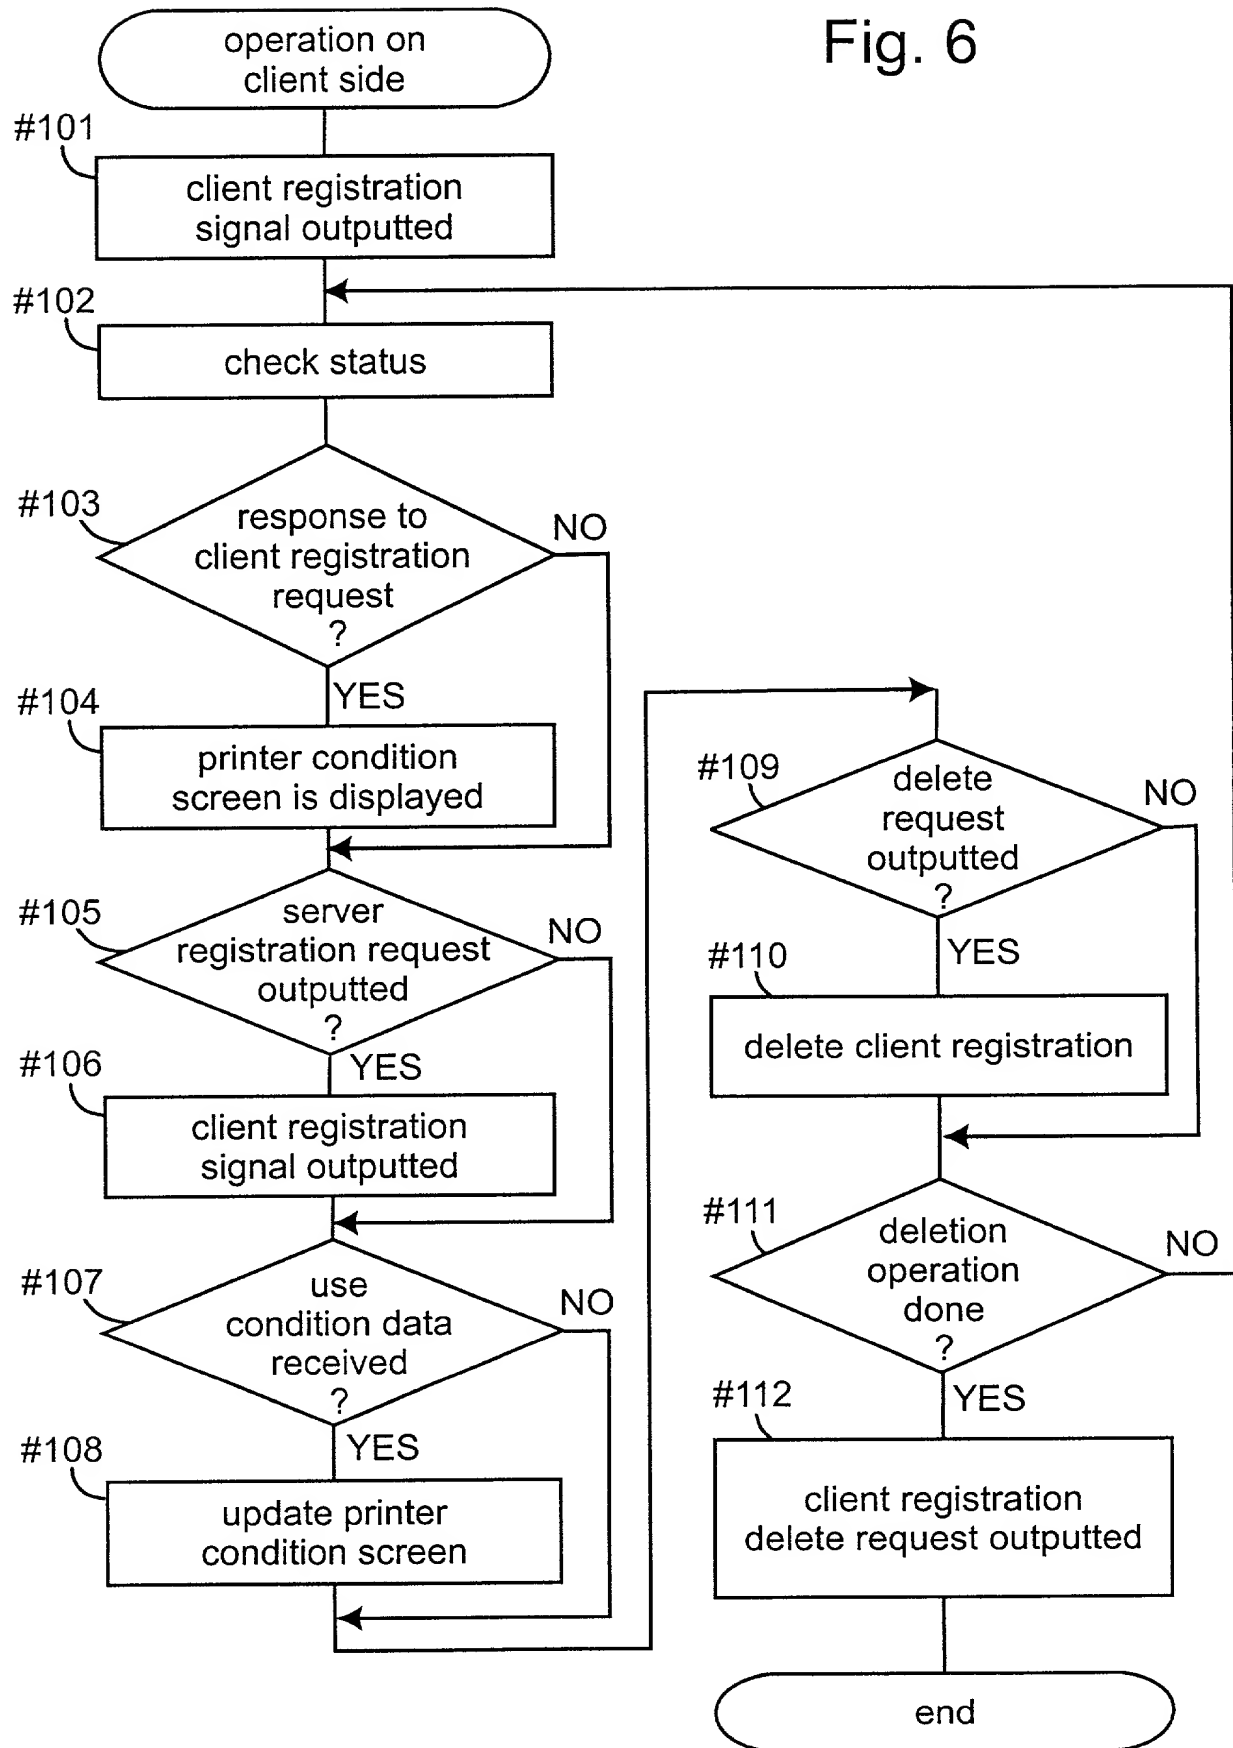 Fig. 6
operation on
client side
#101
client registration
signal outputted
#102
check status
#103
response to
client registration
request
?
NO
YES
#104
printer condition
screen is displayed
#105
server
registration request
outputted
?
NO
YES
#106
client registration
signal outputted
#107
use
condition data
received
?
NO
YES
#108
update printer
condition screen
#109
delete
request
outputted
?
NO
YES
#110
delete client registration
#111
deletion
operation
done
?
NO
YES
#112
client registration
delete request outputted
end